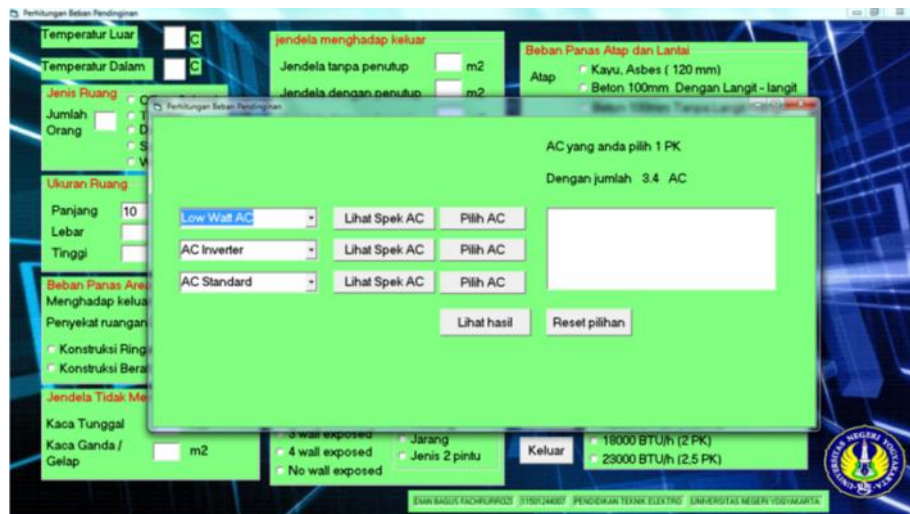 Perhitungan Beban Pendinginan
Temperatur Luar C
Temperatur Dalam C
Jenis Ruang
Jumlah
Orang
Ukuran Ruang
Panjang 10
Lebar
Tinggi
Beban Panas
Menghadap
Penyekat ruangan
Konstruksi
Konstruksi
Jendela Tidak
Kaca Tunggal
Kaca Ganda / m2
Gelap
jendela menghadap keluar
Jendela tanpa penutup m2
Jendela dengan penutup m2
Beban Panas Atap dan Lantai
Atap
Kayu, Asbes ( 120 mm)
Beton 100mm Dengan Langit - langit
Perhitungan Beban Pendinginan
AC yang anda pilih 1 PK
Dengan jumlah 3.4 AC
Low Watt AC Lihat Spek AC Pilih AC
AC Inverter Lihat Spek AC Pilih AC
AC Standard Lihat Spek AC Pilih AC
Lihat hasil Reset pilihan
3 wall exposed
4 wall exposed
No wall exposed
Jarang
Jenis 2 pintu
Keluar
18000 BTU/h (2 PK)
23000 BTU/h (2,5 PK)
DIAN BAGUS FACHRURROZI 11501244007 PENDIDIKAN TEKNIK ELEKTRO UNIVERSITAS NEGERI YOGYAKARTA